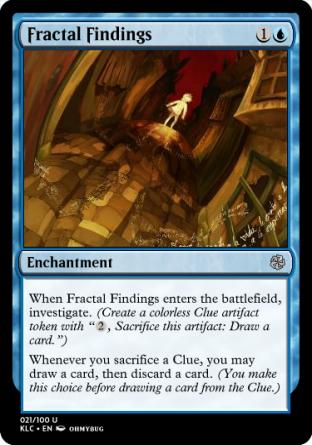 Fractal Findings 1
Enchantment
When Fractal Findings enters the battlefield,
investigate. (Create a colorless Clue artifact
token with “2, Sacrifice this artifact: Draw a
card.”)
Whenever you sacrifice a Clue, you may
draw a card, then discard a card. (You make
this choice before drawing a card from the Clue.)
021/100 U
KLC • EN OHMYBUG